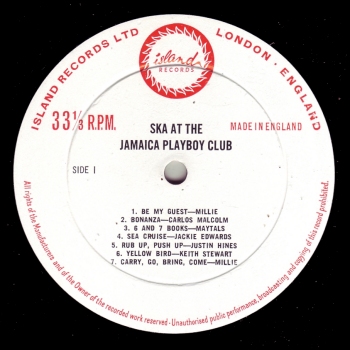 ISLAND RECORDS LTD
LONDON · ENGLAND
island
RECORDS
33⅓ R.P.M.
SKA AT THE
JAMAICA PLAYBOY CLUB
MADE IN ENGLAND
SIDE 1
1. BE MY GUEST—MILLIE
2. BONANZA—CARLOS MALCOLM
3. 6 AND 7 BOOKS—MAYTALS
4. SEA CRUISE—JACKIE EDWARDS
5. RUB UP, PUSH UP—JUSTIN HINES
6. YELLOW BIRD—KEITH STEWART
7. CARRY, GO, BRING, COME—MILLIE
All rights of the Manufacturers and of the Owner of the recorded work reserved - Unauthorised public performance, broadcasting and copying of this record prohibited.